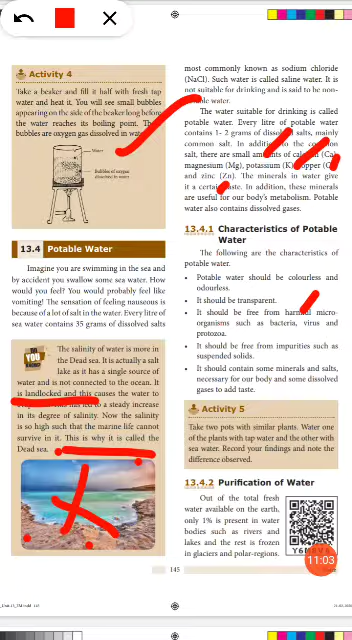 Activity 4
Take a beaker and fill it half with fresh tap
water and heat it. You will see small bubbles
appearing on the side of the beaker long before
the water reaches its boiling point. The
bubbles are oxygen gas dissolved in water.
Water
Bubbles of oxygen
dissolved in water
13.4 Potable Water
Imagine you are swimming in the sea and
by accident you swallow some sea water. How
would you feel? You would probably feel like
vomiting! The sensation of feeling nauseous is
because of a lot of salt in the water. Every litre of
sea water contains 35 grams of dissolved salts
YOU
The salinity of water is more in
the Dead sea. It is actually a salt
lake as it has a single source of
water and is not connected to the ocean. It
is landlocked and this causes the water to
to a steady increase
in its degree of salinity. Now the salinity
is so high such that the marine life cannot
survive in it. This is why it is called the
Dead sea.
most commonly known as sodium chloride
(NaCl). Such water is called saline water. It is
not suitable for drinking and is said to be non-
water.
The water suitable for drinking is called
potable water. Every litre of potable water
contains 1- 2 grams of dissolved salts, mainly
common salt. In addition to the common
salt, there are small amounts of calcium (Ca),
magnesium (Mg), potassium (K), copper
and zinc (Zn). The minerals in water give
it a certain taste. In addition, these minerals
are useful for our body's metabolism. Potable
water also contains dissolved gases.
13.4.1 Characteristics of Potable
Water
The following are the characteristics of
potable water.
• Potable water should be colourless and
odourless.
• It should be transparent.
• It should be free from harmful micro-
organisms such as bacteria, virus and
protozoa.
• It should be free from impurities such as
suspended solids.
• It should contain some minerals and salts,
necessary for our body and some dissolved
gases to add taste.
Activity 5
Take two pots with similar plants. Water one
of the plants with tap water and the other with
sea water. Record your findings and note the
difference observed.
13.4.2 Purification of Water
Out of the total fresh
water available on the earth,
only 1% is present in water
bodies such as rivers and
lakes and the rest is frozen
in glaciers and polar-regions.
11:03
145